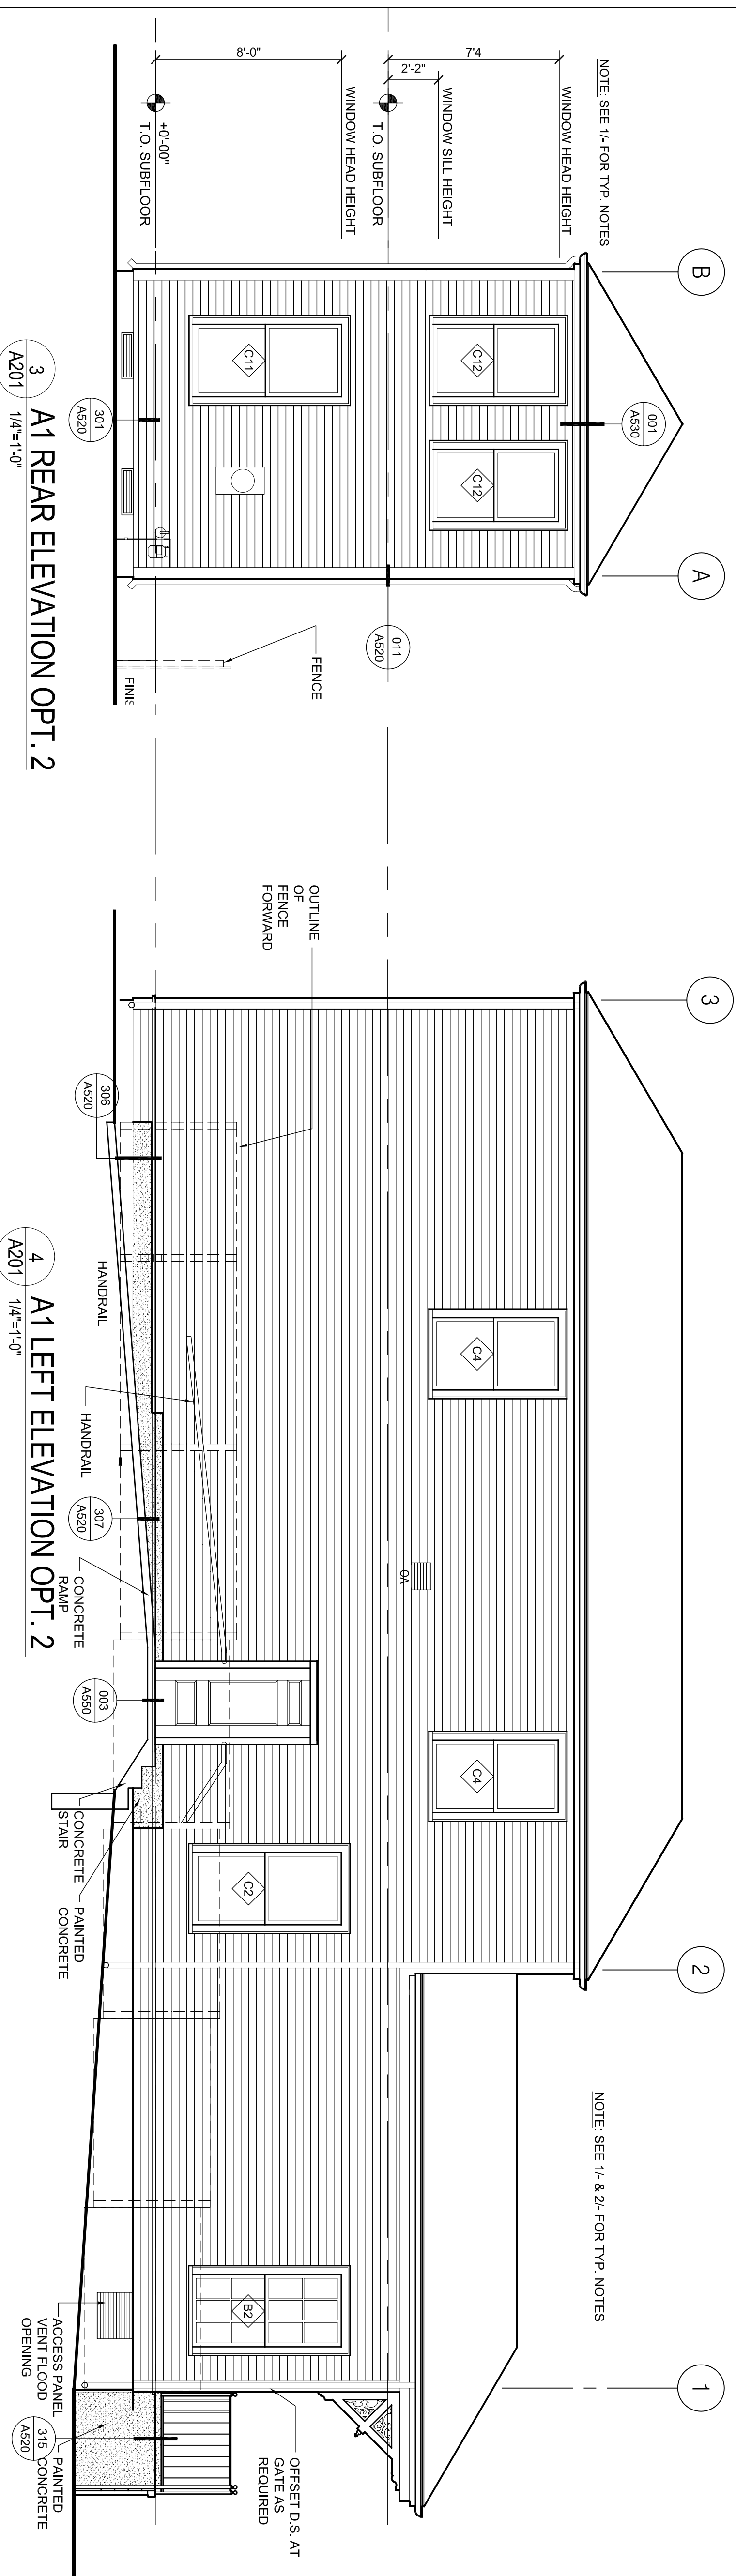 NOTE: SEE 1/- FOR TYP. NOTES
B
A
001
A530
WINDOW HEAD HEIGHT
7'4
WINDOW SILL HEIGHT
2'-2"
T.O. SUBFLOOR
WINDOW HEAD HEIGHT
8'-0"
+0'-00"
T.O. SUBFLOOR
C12
C12
C11
011
A520
301
A520
FENCE
3
A201
A1 REAR ELEVATION OPT. 2
1/4"=1'-0"
NOTE: SEE 1/- & 2/- FOR TYP. NOTES
3
2
1
OUTLINE
OF
FENCE
FORWARD
C4
C4
OA
C2
B2
306
A520
HANDRAIL
HANDRAIL
307
A520
CONCRETE
RAMP
003
A550
CONCRETE
STAIR
PAINTED
CONCRETE
ACCESS PANEL
VENT FLOOD
OPENING
PAINTED
CONCRETE
315
A520
OFFSET D.S. AT
GATE AS
REQUIRED
4
A201
A1 LEFT ELEVATION OPT. 2
1/4"=1'-0"